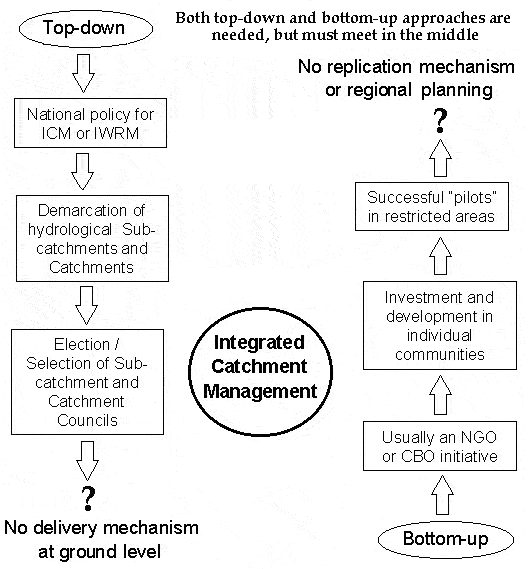 Top-down
Both top-down and bottom-up approaches are
needed, but must meet in the middle
National policy for
ICM or IWRM
Demarcation of
hydrological Sub-
catchments and
Catchments
Election /
Selection of Sub-
catchment and
Catchment
Councils
?
No delivery mechanism
at ground level
Integrated
Catchment
Management
No replication mechanism
or regional planning
?
Successful "pilots"
in restricted areas
Investment and
development in
individual
communities
Usually an NGO
or CBO initiative
Bottom-up